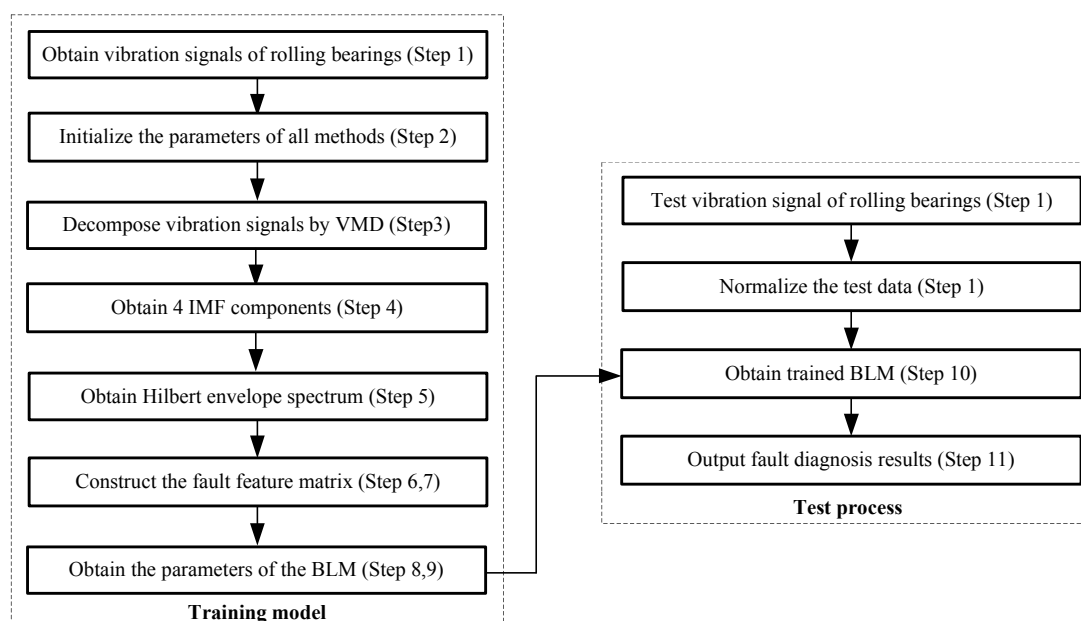 Obtain vibration signals of rolling bearings (Step 1)
Initialize the parameters of all methods (Step 2)
Decompose vibration signals by VMD (Step3)
Obtain 4 IMF components (Step 4)
Obtain Hilbert envelope spectrum (Step 5)
Construct the fault feature matrix (Step 6,7)
Obtain the parameters of the BLM (Step 8,9)
Training model
Test vibration signal of rolling bearings (Step 1)
Normalize the test data (Step 1)
Obtain trained BLM (Step 10)
Output fault diagnosis results (Step 11)
Test process